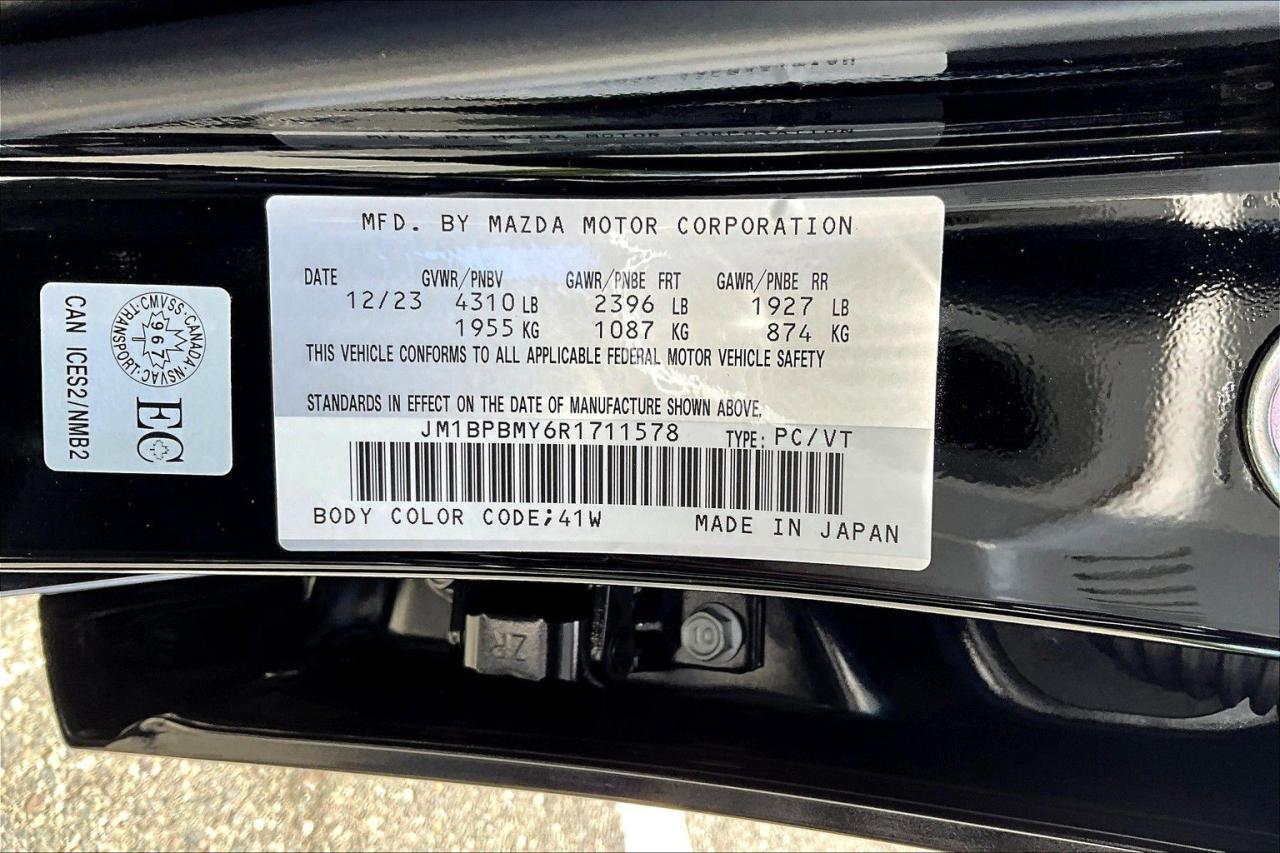 MFD. BY MAZDA MOTOR CORPORATION
DATE GVWR/PNBV GAWR/PNBE FRT GAWR/PNBE RR
12/23 4310 LB 2396 LB 1927 LB
1955 KG 1087 KG 874 KG
THIS VEHICLE CONFORMS TO ALL APPLICABLE FEDERAL MOTOR VEHICLE SAFETY
STANDARDS IN EFFECT ON THE DATE OF MANUFACTURE SHOWN ABOVE.
JM1BPBMY6R1711578 TYPE: PC/VT
BODY COLOR CODE;41W MADE IN JAPAN
CMVSS·CANADA·NSVAC·TRANSPORT·
967
EC
CAN ICES2/NMB2
ZR
10